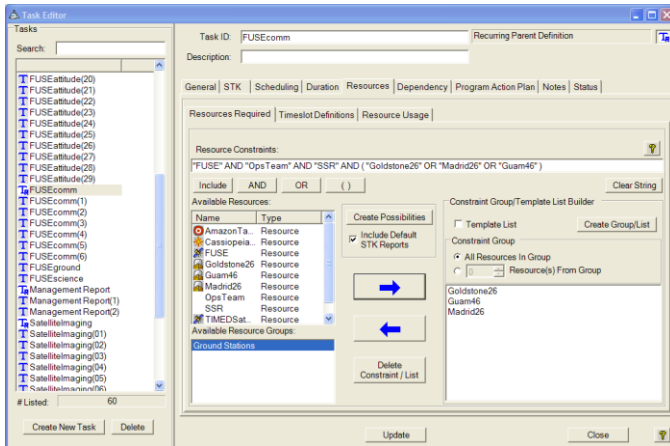 Task Editor
Tasks
Search:
FUSEattitude(20)
FUSEattitude(21)
FUSEattitude(22)
FUSEattitude(23)
FUSEattitude(24)
FUSEattitude(25)
FUSEattitude(26)
FUSEattitude(27)
FUSEattitude(28)
FUSEattitude(29)
FUSEcomm
FUSEcomm(1)
FUSEcomm(2)
FUSEcomm(3)
FUSEcomm(4)
FUSEcomm(5)
FUSEcomm(6)
FUSEground
FUSEscience
Management Report
Management Report(1)
Management Report(2)
SatelliteImaging
SatelliteImaging(01)
SatelliteImaging(02)
SatelliteImaging(03)
SatelliteImaging(04)
SatelliteImaging(05)
SatelliteImaging(06)
# Listed: 60
Create New Task Delete
Task ID: FUSEcomm Recurring Parent Definition
Description:
General STK Scheduling Duration Resources Dependency Program Action Plan Notes Status
Resources Required Timeslot Definitions Resource Usage
Resource Constraints: ?
"FUSE" AND "OpsTeam" AND "SSR" AND ( "Goldstone26" OR "Madrid26" OR "Guam46" )
Include AND OR ( ) Clear String
Available Resources:
Name Type
AmazonTa... Resource
Cassiopeia... Resource
FUSE Resource
Goldstone26 Resource
Guam46 Resource
Madrid26 Resource
OpsTeam Resource
SSR Resource
TIMEDSat... Resource
Available Resource Groups:
Ground Stations
Create Possibilities
Include Default
STK Reports
Delete
Constraint / List
Constraint Group/Template List Builder
Template List Create Group/List
Constraint Group
All Resources In Group
0 Resource(s) From Group
Goldstone26
Guam46
Madrid26
Update Close ?